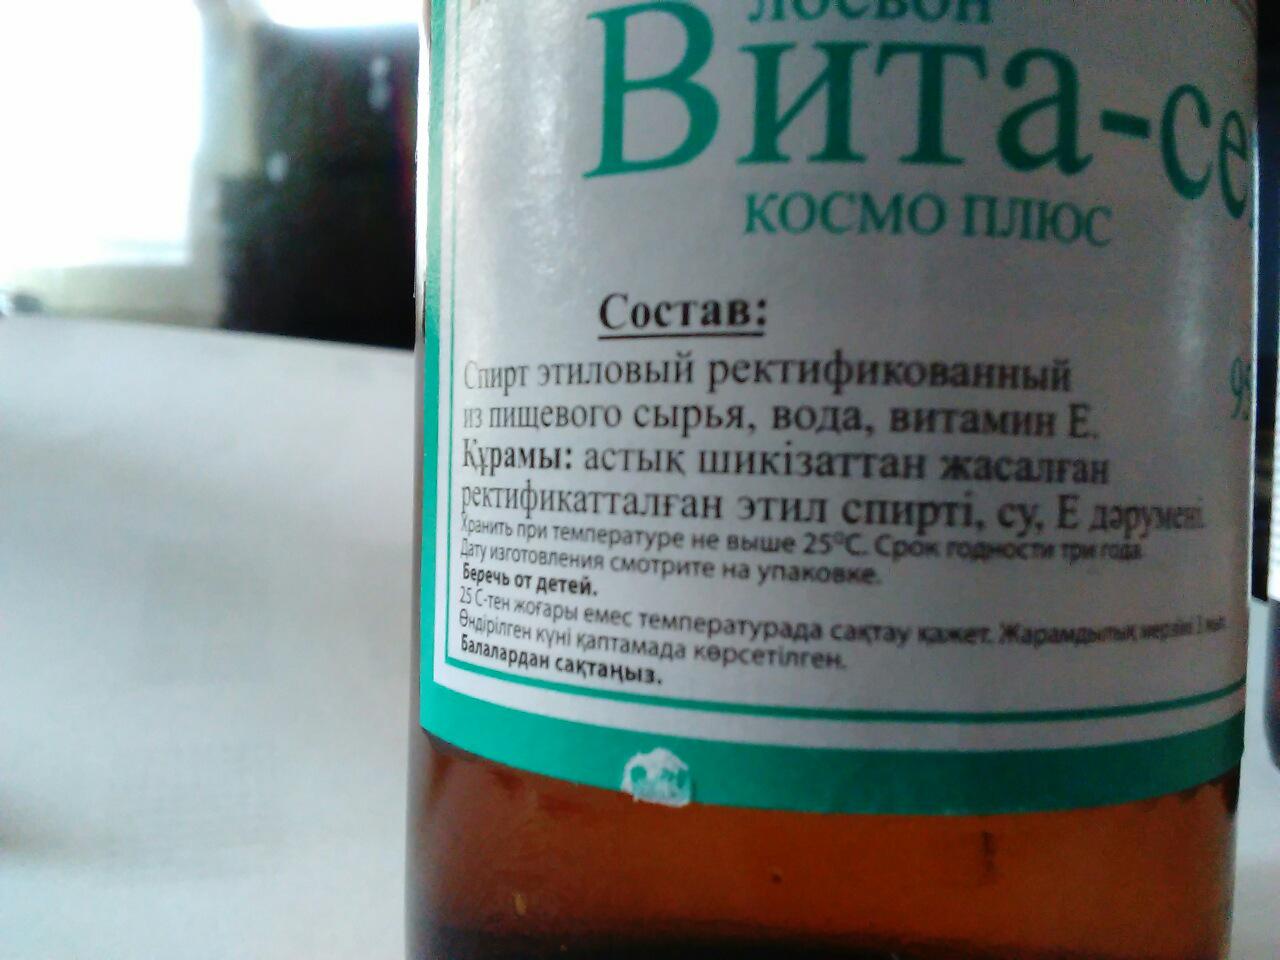 лосьон
Вита-се
космо плюс
Состав:
Спирт этиловый ректификованный
из пищевого сырья, вода, витамин Е.
Құрамы: астық шикізаттан жасалған
ректификатталған этил спирті, су, Е дәрумені.
Хранить при температуре не выше 25°С. Срок годности три года.
Дату изготовления смотрите на упаковке.
Беречь от детей.
25 С-тен жоғары емес температурада сақтау қажет. Жарамдылық мерзімі 3 жыл.
Өндірілген күні қаптамада көрсетілген.
Балалардан сақтаңыз.